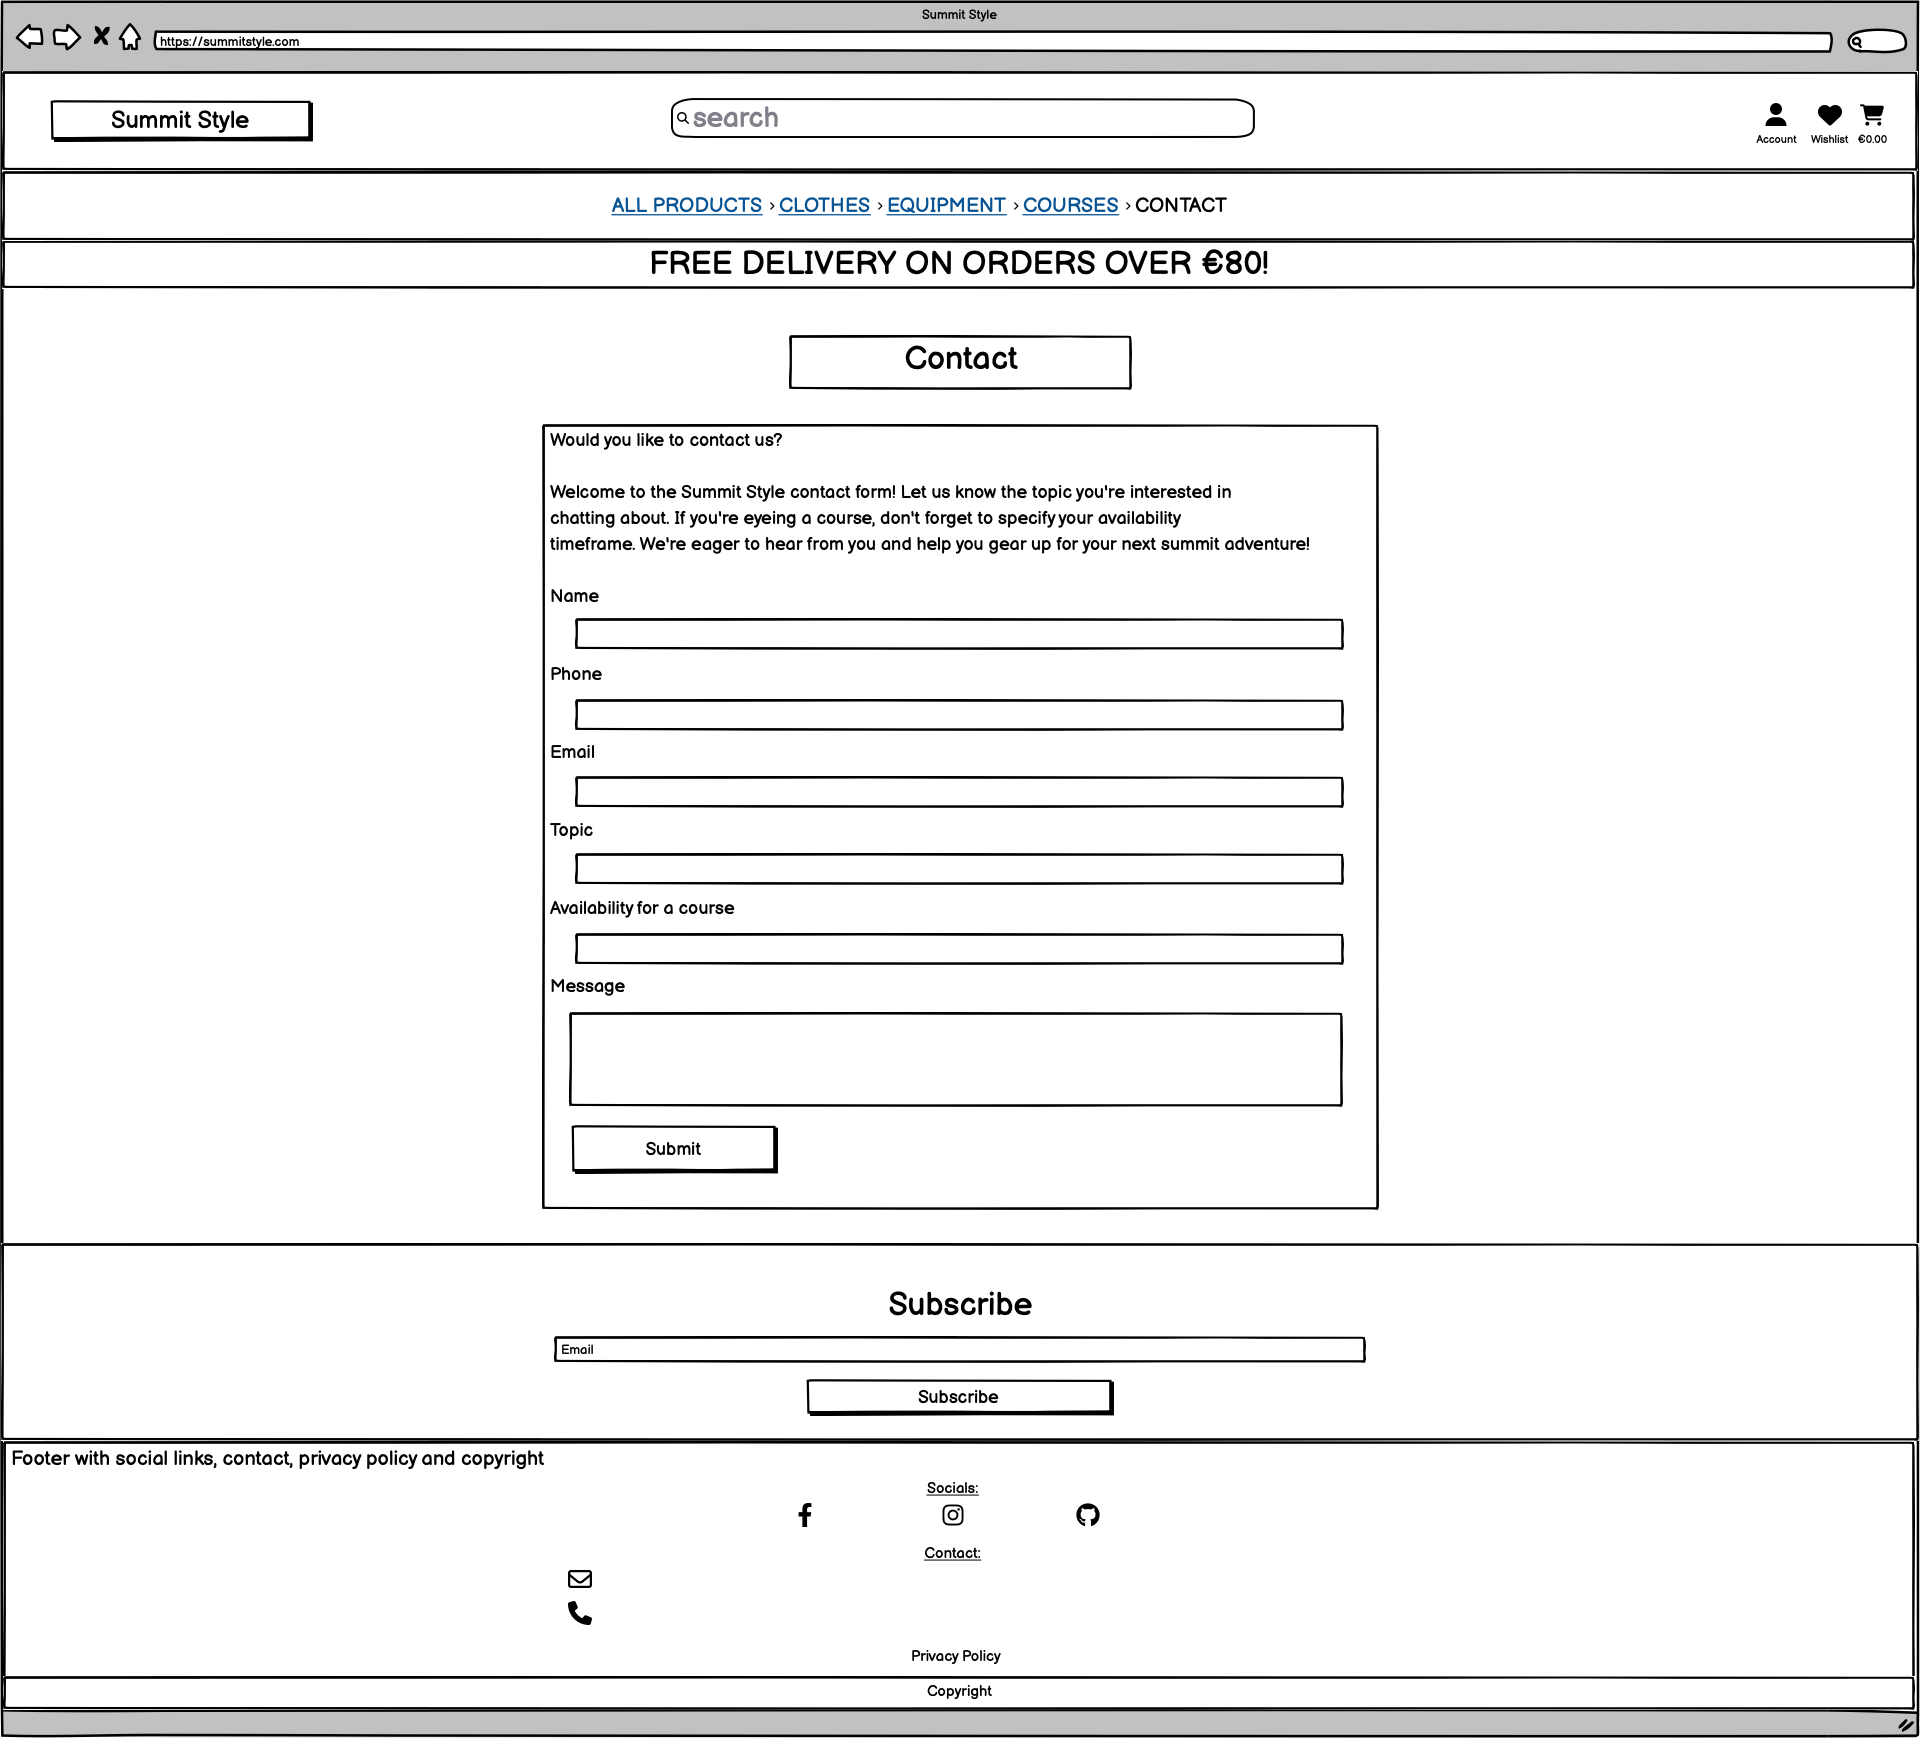 Summit Style
https://summitstyle.com
Summit Style
search
Account
Wishlist
€0.00
ALL PRODUCTS > CLOTHES > EQUIPMENT > COURSES > CONTACT
FREE DELIVERY ON ORDERS OVER €80!
Contact
Would you like to contact us?
Welcome to the Summit Style contact form! Let us know the topic you're interested in
chatting about. If you're eyeing a course, don't forget to specify your availability
timeframe. We're eager to hear from you and help you gear up for your next summit adventure!
Name
Phone
Email
Topic
Availability for a course
Message
Submit
Subscribe
Email
Subscribe
Footer with social links, contact, privacy policy and copyright
Socials:
Contact:
Privacy Policy
Copyright